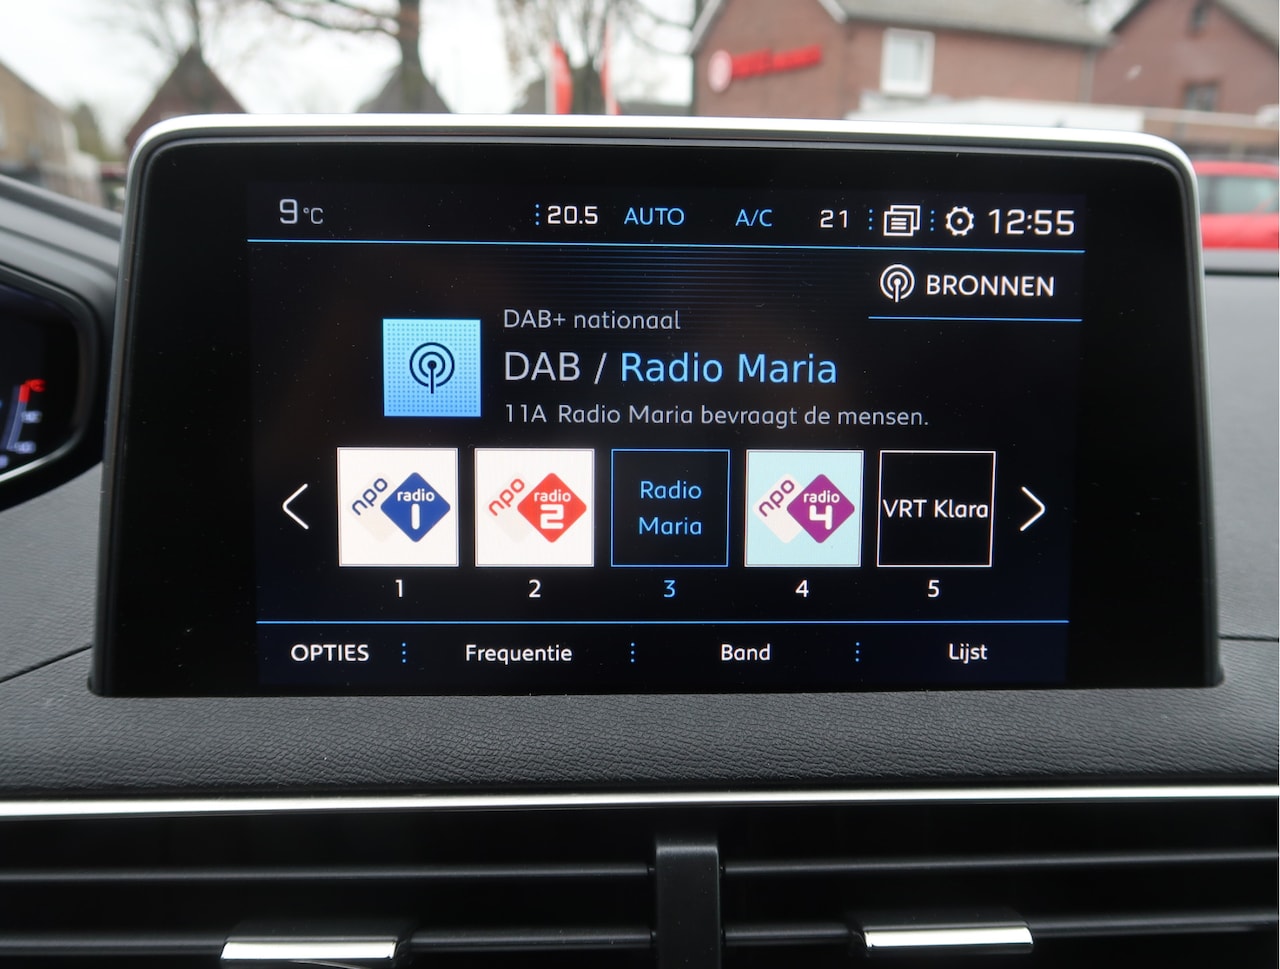 9°C 20.5 AUTO A/C 21 12:55
BRONNEN
DAB+ nationaal
DAB / Radio Maria
11A Radio Maria bevraagt de mensen.
npo radio 1
npo radio 2
Radio Maria
npo radio 4
VRT Klara
1 2 3 4 5
OPTIES Frequentie Band Lijst